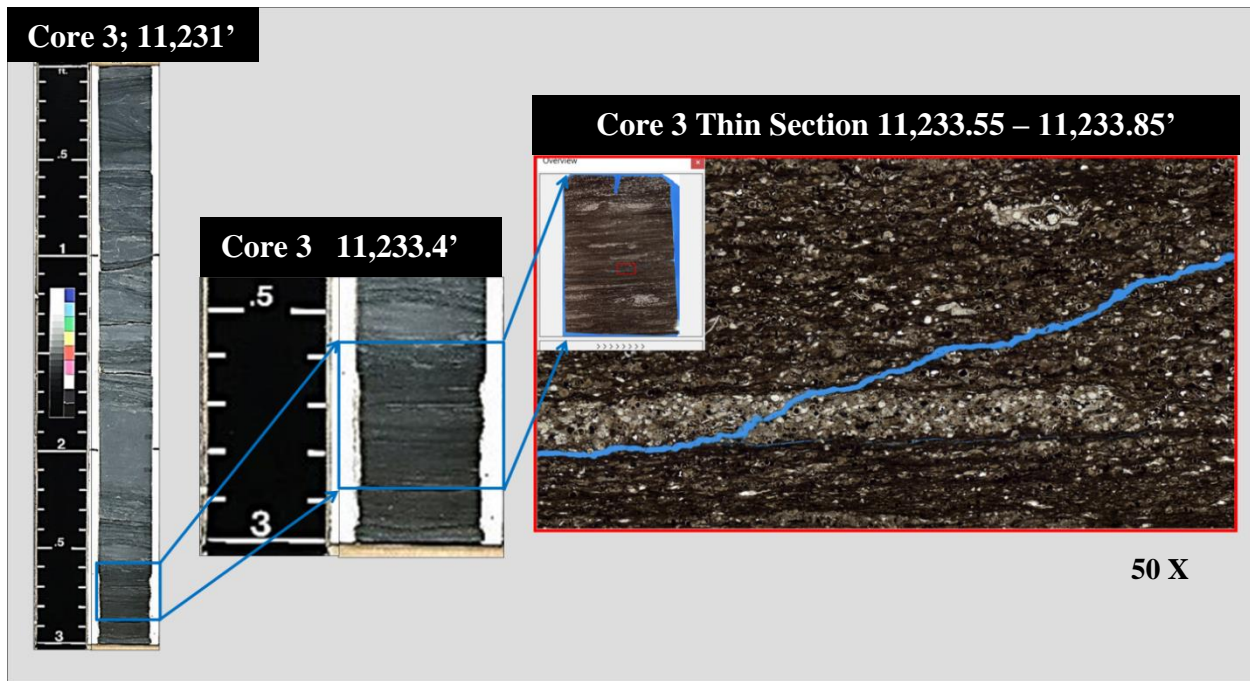 Core 3; 11,231’
ft.
.5
1
2
.5
3
Core 3 11,233.4’
.5
3
Core 3 Thin Section 11,233.55 – 11,233.85’
Overview
x
>>>>>>>>
50 X